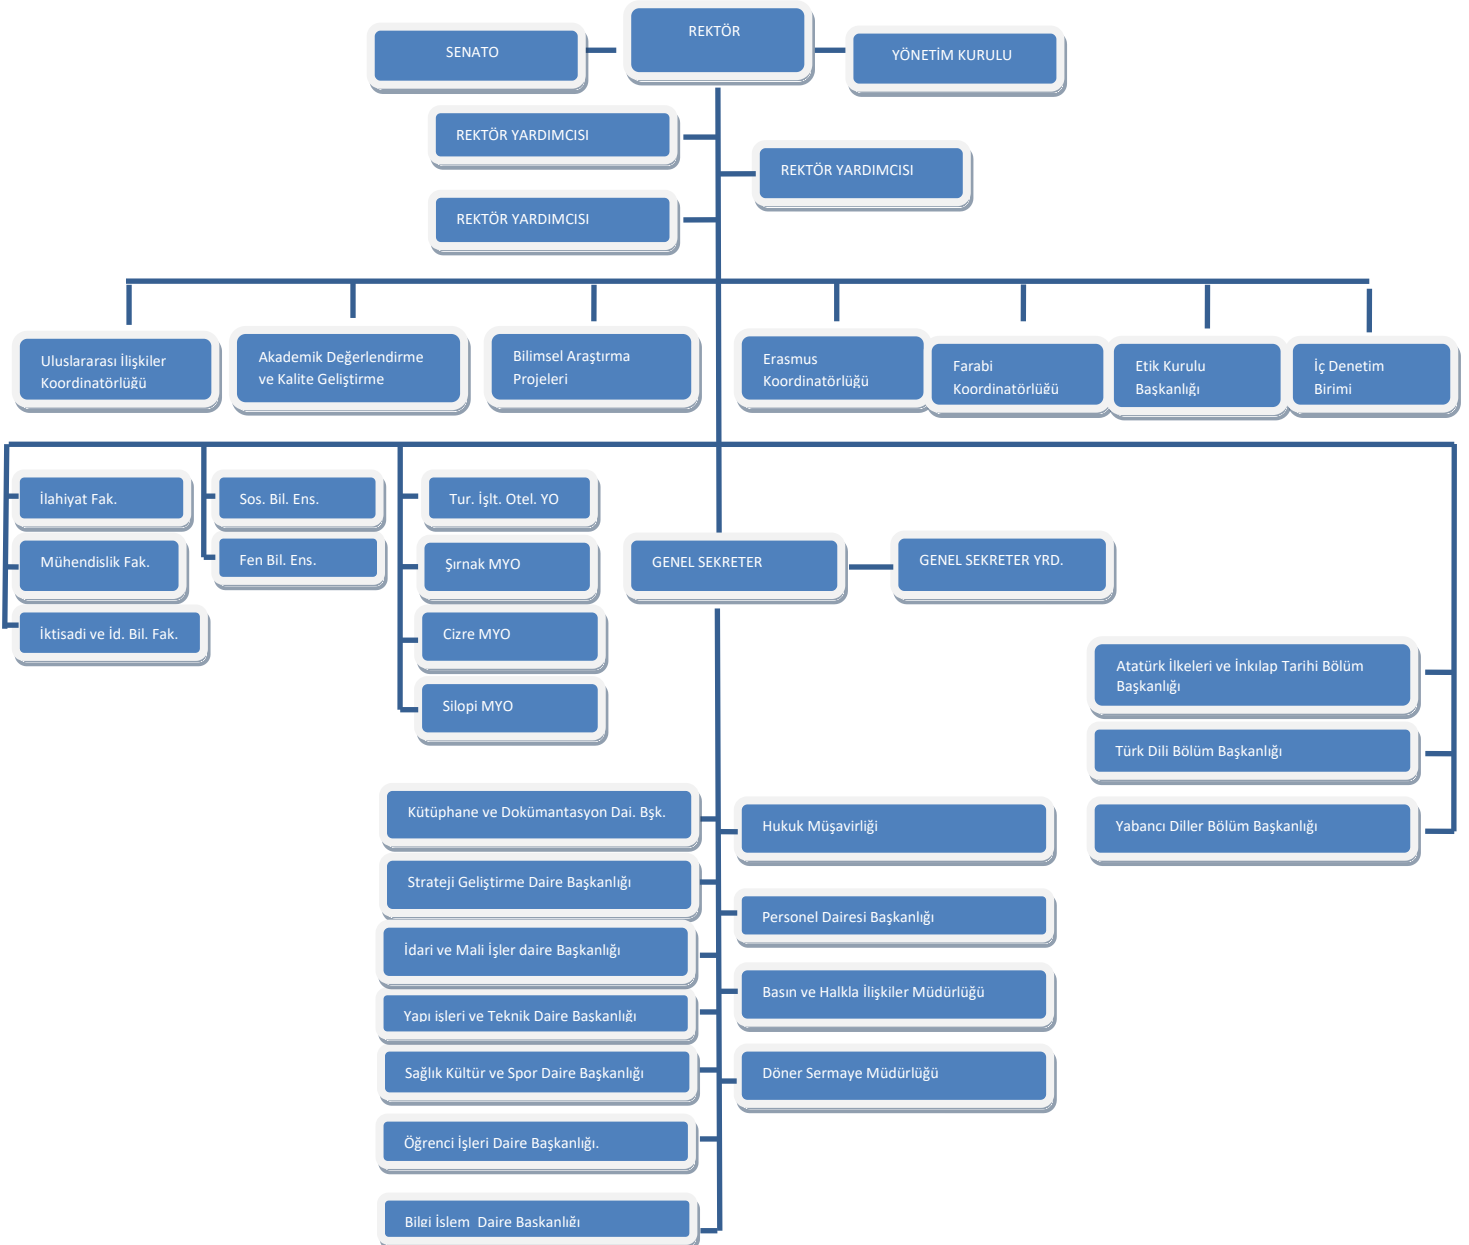 REKTÖR
SENATO
YÖNETİM KURULU
REKTÖR YARDIMCISI
REKTÖR YARDIMCISI
REKTÖR YARDIMCISI
Uluslararası İlişkiler
Koordinatörlüğü
Akademik Değerlendirme
ve Kalite Geliştirme
Bilimsel Araştırma
Projeleri
Erasmus
Koordinatörlüğü
Farabi
Koordinatörlüğü
Etik Kurulu
Başkanlığı
İç Denetim
Birimi
İlahiyat Fak.
Mühendislik Fak.
İktisadi ve İd. Bil. Fak.
Sos. Bil. Ens.
Fen Bil. Ens.
Tur. İşlt. Otel. YO
Şırnak MYO
Cizre MYO
Silopi MYO
GENEL SEKRETER
GENEL SEKRETER YRD.
Atatürk İlkeleri ve İnkılap Tarihi Bölüm
Başkanlığı
Türk Dili Bölüm Başkanlığı
Yabancı Diller Bölüm Başkanlığı
Kütüphane ve Dokümantasyon Dai. Bşk.
Strateji Geliştirme Daire Başkanlığı
İdari ve Mali İşler daire Başkanlığı
Yapı işleri ve Teknik Daire Başkanlığı
Sağlık Kültür ve Spor Daire Başkanlığı
Öğrenci İşleri Daire Başkanlığı.
Bilgi İslem  Daire Baskanlığı
Hukuk Müşavirliği
Personel Dairesi Başkanlığı
Basın ve Halkla İlişkiler Müdürlüğü
Döner Sermaye Müdürlüğü